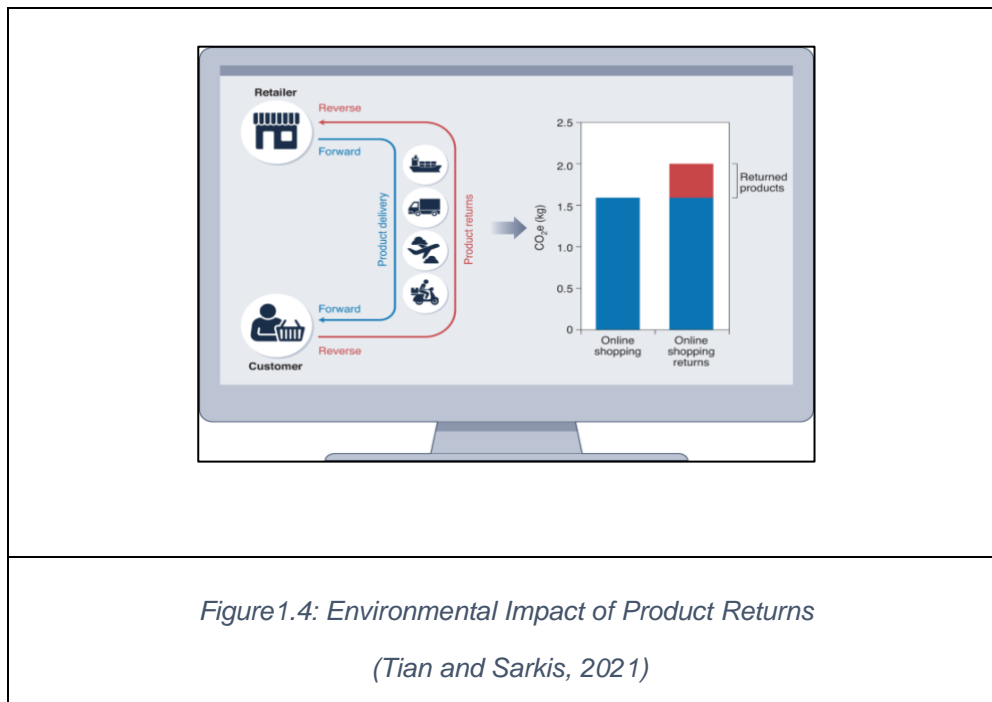 Retailer
Reverse
Forward
Product delivery
Product returns
Forward
Reverse
Customer
CO₂e (kg)
2.5
2.0
1.5
1.0
0.5
0
Online
shopping
Online
shopping
returns
Returned
products
Figure1.4: Environmental Impact of Product Returns
(Tian and Sarkis, 2021)